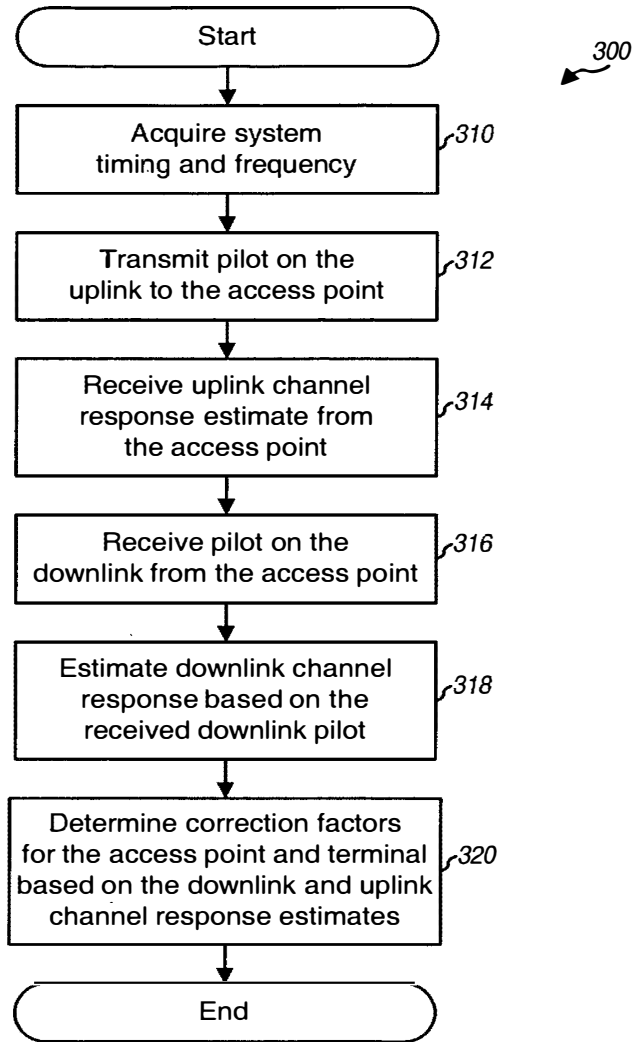 Start
300
Acquire system
timing and frequency
310
Transmit pilot on the
uplink to the access point
312
Receive uplink channel
response estimate from
the access point
314
Receive pilot on the
downlink from the access point
316
Estimate downlink channel
response based on the
received downlink pilot
318
Determine correction factors
for the access point and terminal
based on the downlink and uplink
channel response estimates
320
End